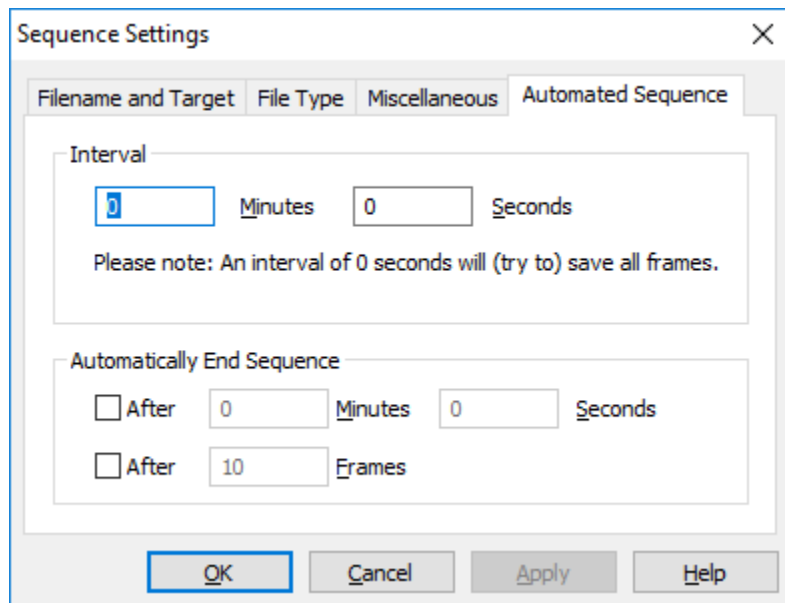 Sequence Settings
Filename and Target File Type Miscellaneous Automated Sequence
Interval
0 Minutes 0 Seconds
Please note: An interval of 0 seconds will (try to) save all frames.
Automatically End Sequence
After 0 Minutes 0 Seconds
After 10 Frames
OK Cancel Apply Help